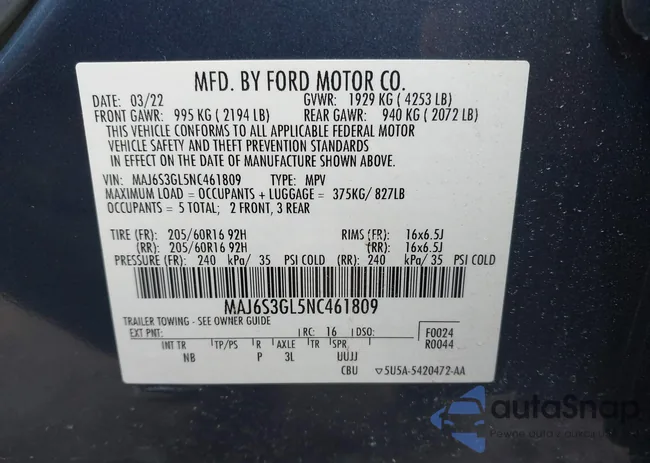 MFD. BY FORD MOTOR CO.
DATE: 03/22 GVWR: 1929 KG ( 4253 LB)
FRONT GAWR: 995 KG ( 2194 LB) REAR GAWR: 940 KG ( 2072 LB)
THIS VEHICLE CONFORMS TO ALL APPLICABLE FEDERAL MOTOR
VEHICLE SAFETY AND THEFT PREVENTION STANDARDS
IN EFFECT ON THE DATE OF MANUFACTURE SHOWN ABOVE.
VIN: MAJ6S3GL5NC461809 TYPE: MPV
MAXIMUM LOAD = OCCUPANTS + LUGGAGE = 375KG/ 827LB
OCCUPANTS = 5 TOTAL; 2 FRONT, 3 REAR
TIRE (FR): 205/60R16 92H RIMS (FR): 16x6.5J
(RR): 205/60R16 92H (RR): 16x6.5J
PRESSURE (FR): 240 kPa/ 35 PSI COLD (RR): 240 kPa/ 35 PSI COLD
MAJ6S3GL5NC461809
TRAILER TOWING - SEE OWNER GUIDE
EXT PNT: RC: 16 DSO: F0024
INT TR TP/PS R AXLE TR SPR R0044
NB P 3L UUJJ
CBU 5U5A-5420472-AA
autoSnap
Pewne auto z